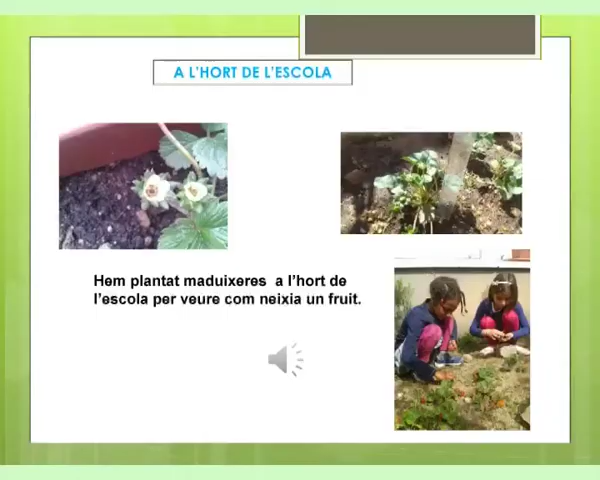 A L'HORT DE L'ESCOLA
Hem plantat maduixeres a l'hort de
l'escola per veure com neixia un fruit.